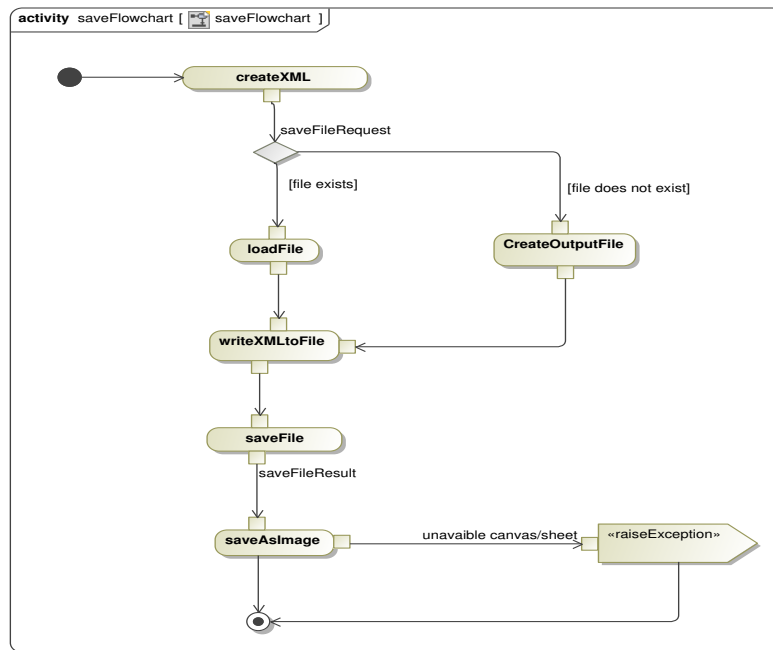 activity saveFlowchart [ saveFlowchart ]
createXML
saveFileRequest
[file exists]
[file does not exist]
loadFile
CreateOutputFile
writeXMLtoFile
saveFile
saveFileResult
saveAsImage
unavaible canvas/sheet
«raiseException»